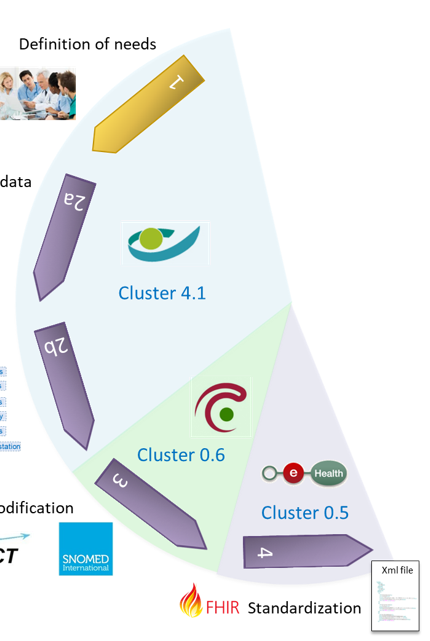 Definition of needs
1
data
2a
Cluster 4.1
2b
Cluster 0.6
3
e Health
Cluster 0.5
4
SNOMED
International
CT
Xml file
FHIR Standardization